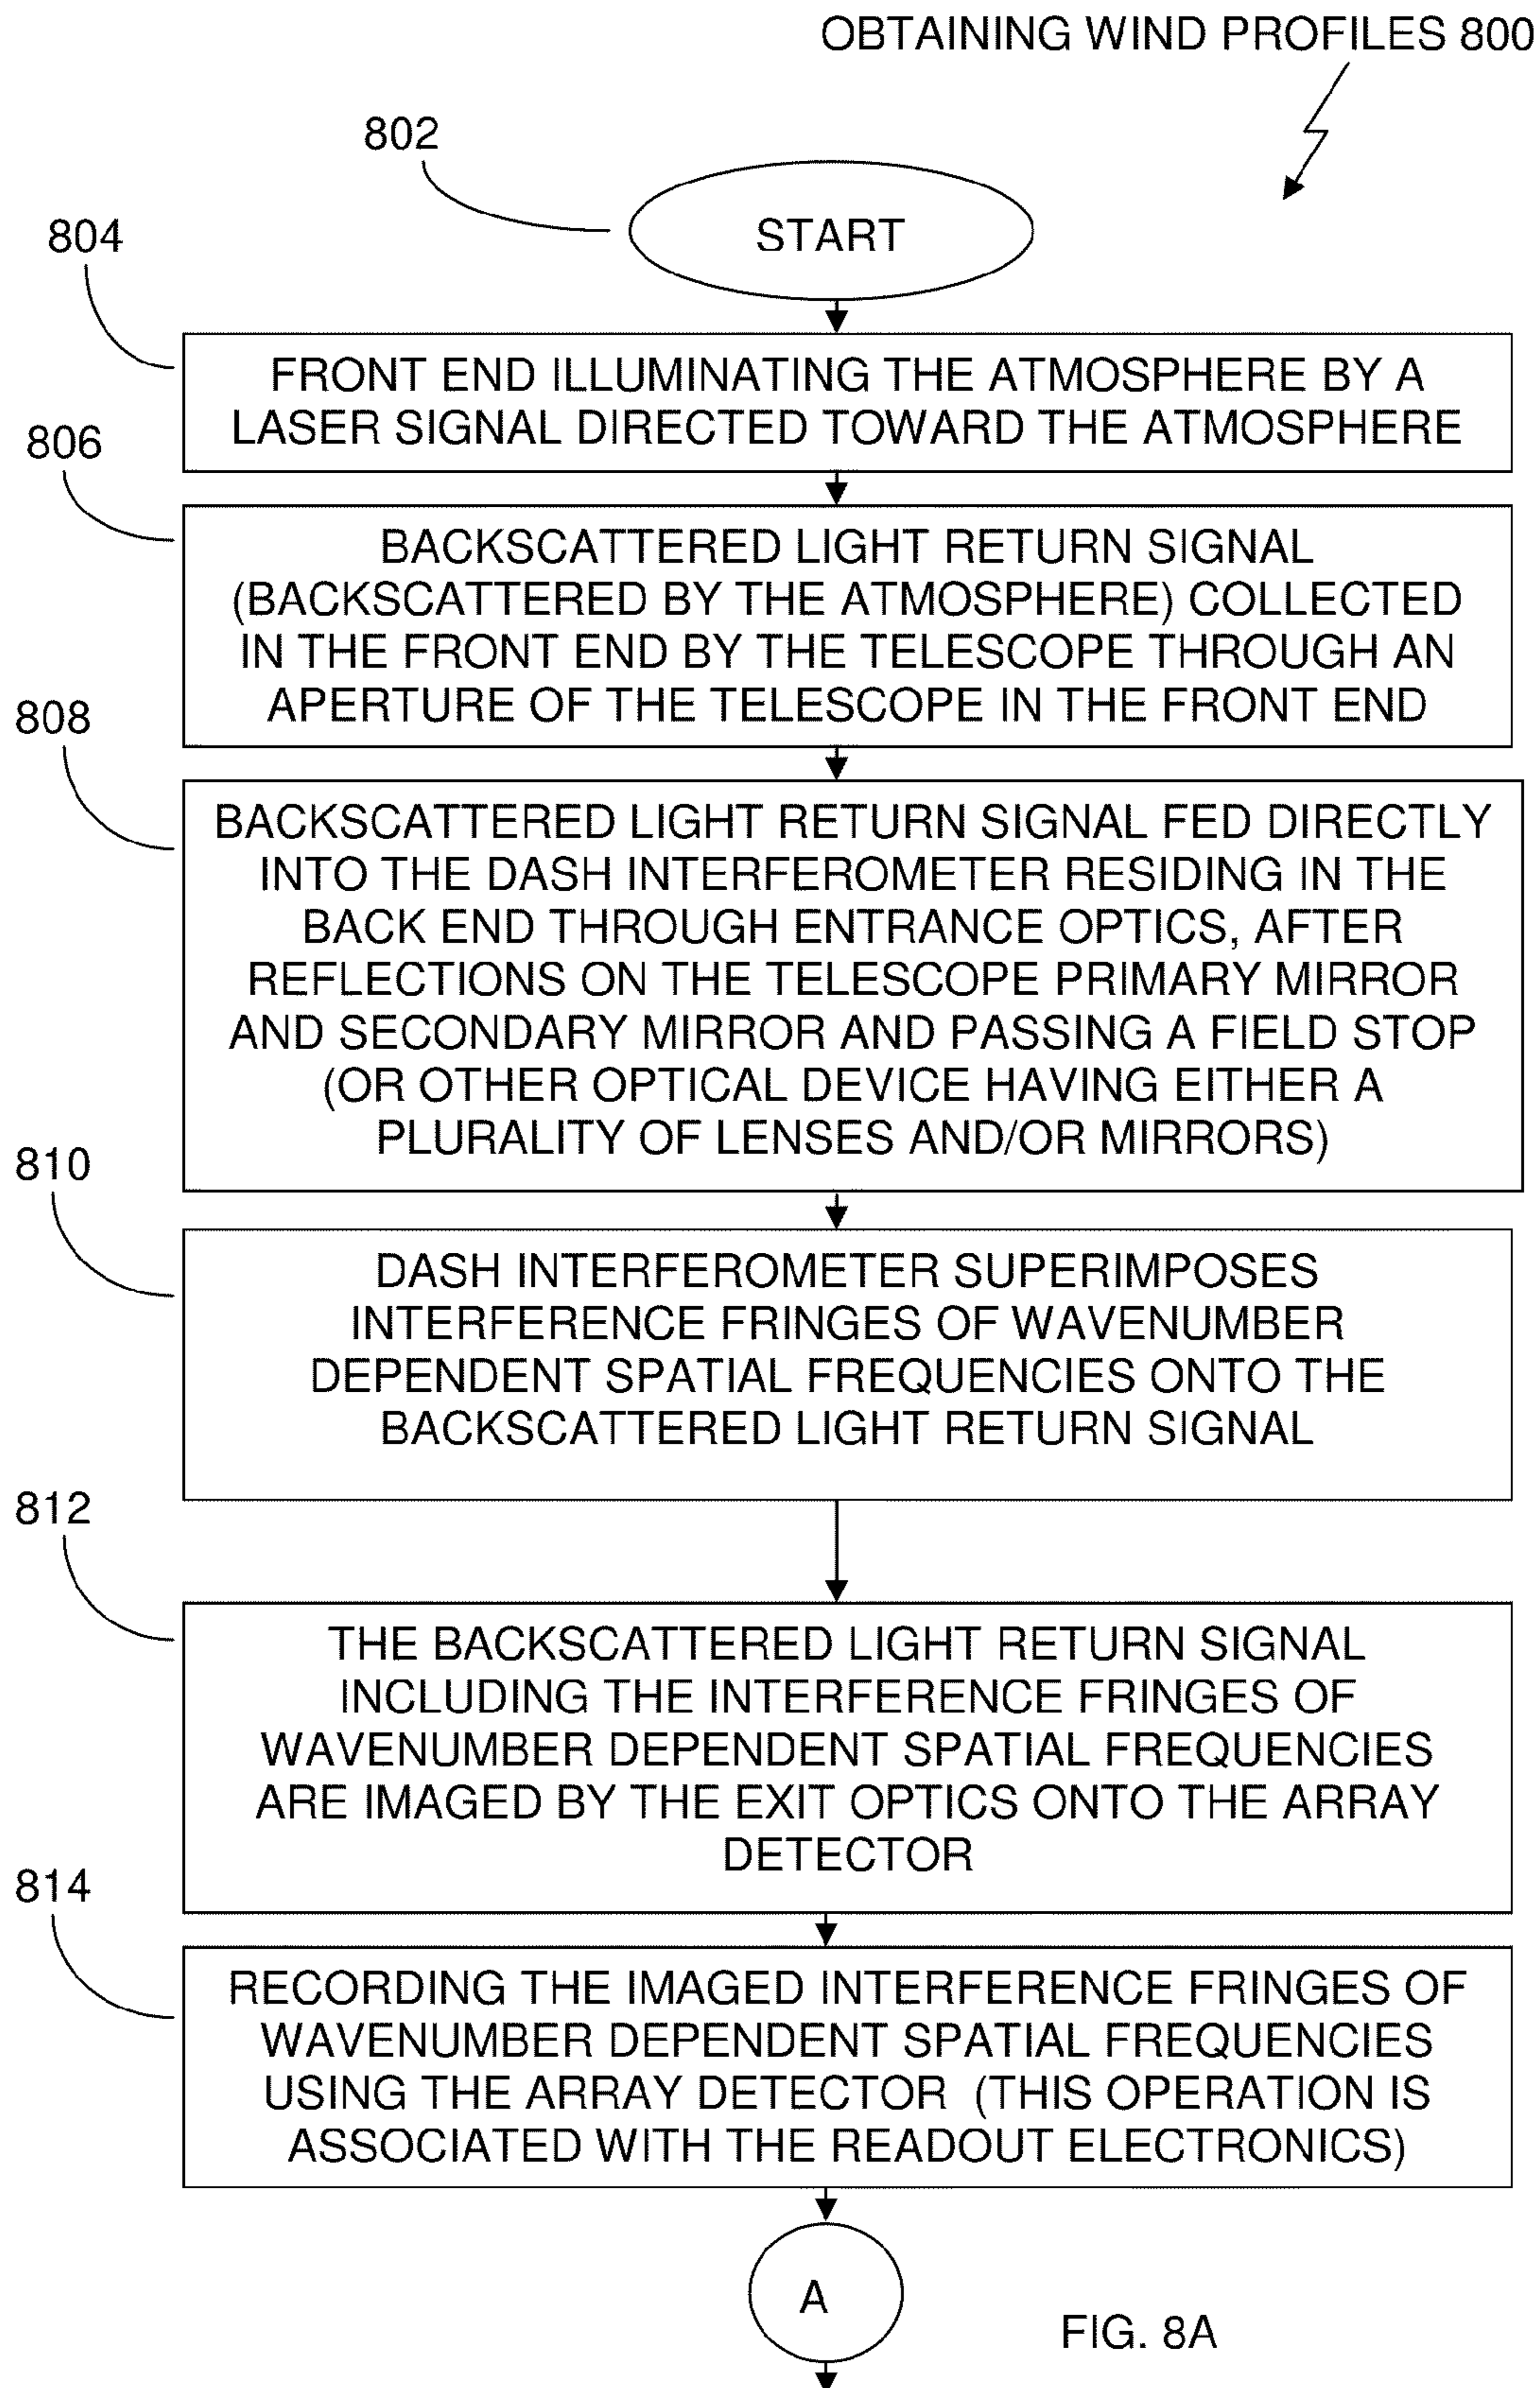 OBTAINING WIND PROFILES 800
802
START
804
FRONT END ILLUMINATING THE ATMOSPHERE BY A
LASER SIGNAL DIRECTED TOWARD THE ATMOSPHERE
806
BACKSCATTERED LIGHT RETURN SIGNAL
(BACKSCATTERED BY THE ATMOSPHERE) COLLECTED
IN THE FRONT END BY THE TELESCOPE THROUGH AN
APERTURE OF THE TELESCOPE IN THE FRONT END
808
BACKSCATTERED LIGHT RETURN SIGNAL FED DIRECTLY
INTO THE DASH INTERFEROMETER RESIDING IN THE
BACK END THROUGH ENTRANCE OPTICS, AFTER
REFLECTIONS ON THE TELESCOPE PRIMARY MIRROR
AND SECONDARY MIRROR AND PASSING A FIELD STOP
(OR OTHER OPTICAL DEVICE HAVING EITHER A
PLURALITY OF LENSES AND/OR MIRRORS)
810
DASH INTERFEROMETER SUPERIMPOSES
INTERFERENCE FRINGES OF WAVENUMBER
DEPENDENT SPATIAL FREQUENCIES ONTO THE
BACKSCATTERED LIGHT RETURN SIGNAL
812
THE BACKSCATTERED LIGHT RETURN SIGNAL
INCLUDING THE INTERFERENCE FRINGES OF
WAVENUMBER DEPENDENT SPATIAL FREQUENCIES
ARE IMAGED BY THE EXIT OPTICS ONTO THE ARRAY
DETECTOR
814
RECORDING THE IMAGED INTERFERENCE FRINGES OF
WAVENUMBER DEPENDENT SPATIAL FREQUENCIES
USING THE ARRAY DETECTOR (THIS OPERATION IS
ASSOCIATED WITH THE READOUT ELECTRONICS)
A
FIG. 8A